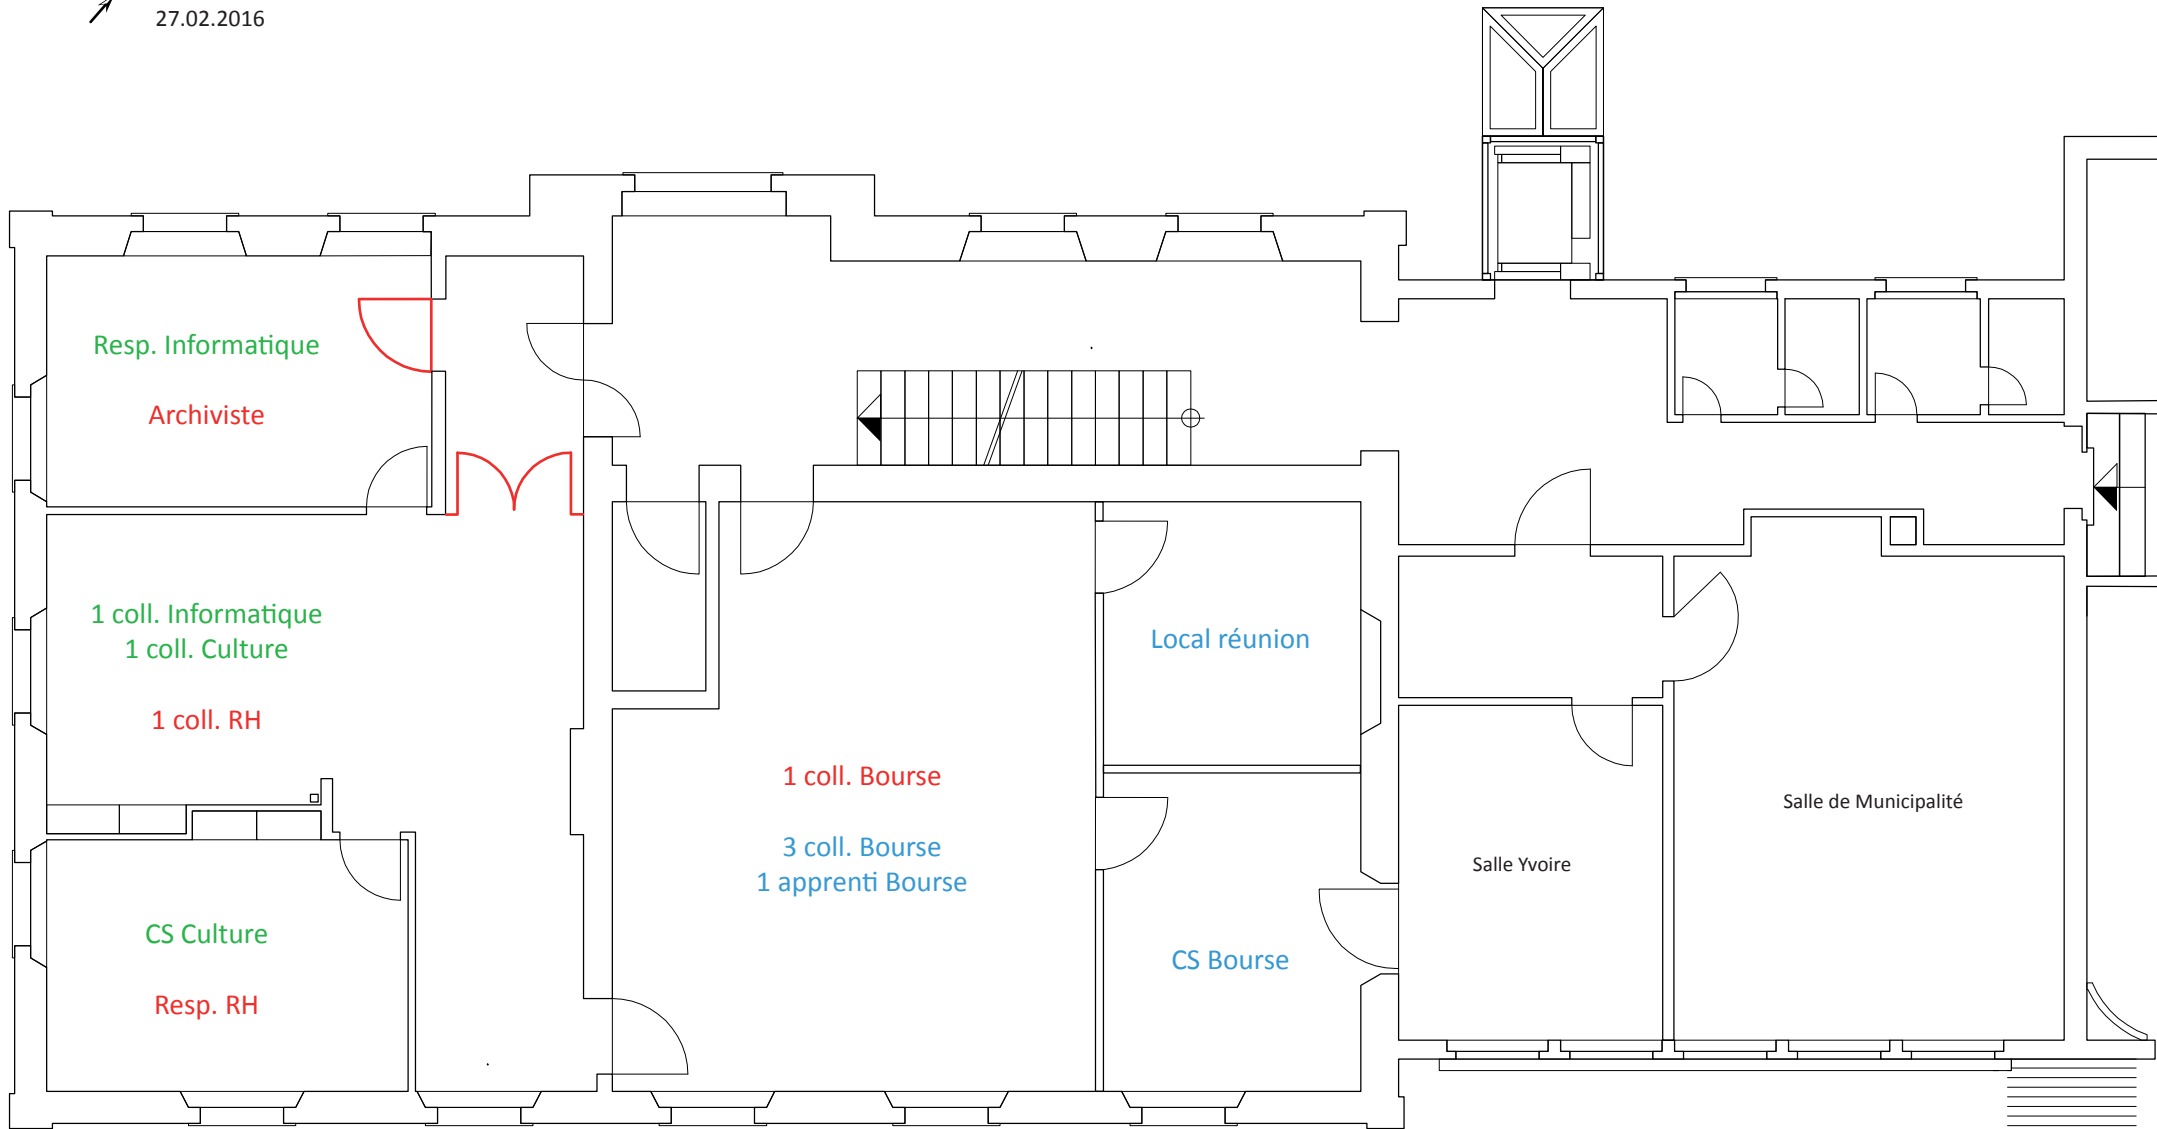 27.02.2016
Resp. Informatique
Archiviste
1 coll. Informatique
1 coll. Culture
1 coll. RH
CS Culture
Resp. RH
1 coll. Bourse
3 coll. Bourse
1 apprenti Bourse
Local réunion
CS Bourse
Salle Yvoire
Salle de Municipalité